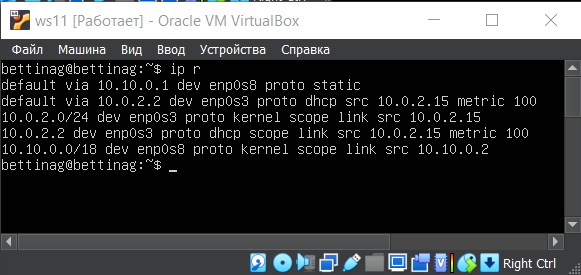 ws11 [Работает] - Oracle VM VirtualBox
Файл Машина Вид Ввод Устройства Справка
bettinag@bettinag:~$ ip r
default via 10.10.0.1 dev enp0s8 proto static
default via 10.0.2.2 dev enp0s3 proto dhcp src 10.0.2.15 metric 100
10.0.2.0/24 dev enp0s3 proto kernel scope link src 10.0.2.15
10.0.2.2 dev enp0s3 proto dhcp scope link src 10.0.2.15 metric 100
10.10.0.0/18 dev enp0s8 proto kernel scope link src 10.10.0.2
bettinag@bettinag:~$ _
Right Ctrl